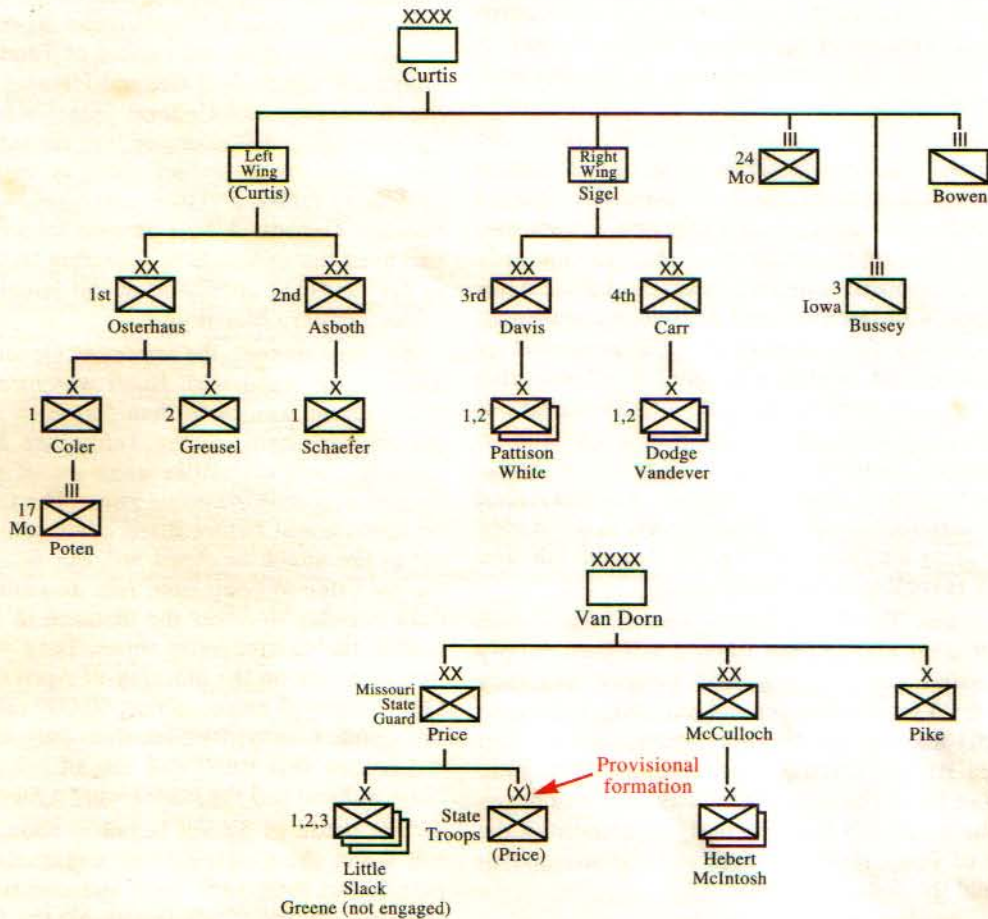 XXXX
Curtis
Left
Wing
(Curtis)
Right
Wing
Sigel
III
24
Mo
III
Bowen
XX
1st
Osterhaus
XX
2nd
Asboth
XX
3rd
Davis
XX
4th
Carr
III
3
Iowa
Bussey
X
1
Coler
X
2
Greusel
X
1
Schaefer
X
1,2
Pattison
White
X
1,2
Dodge
Vandever
III
17
Mo
Poten
XXXX
Van Dorn
XX
Missouri
State
Guard
Price
XX
McCulloch
X
Pike
Provisional
formation
X
1,2,3
Little
Slack
Greene (not engaged)
(X)
State
Troops
(Price)
X
Hebert
McIntosh